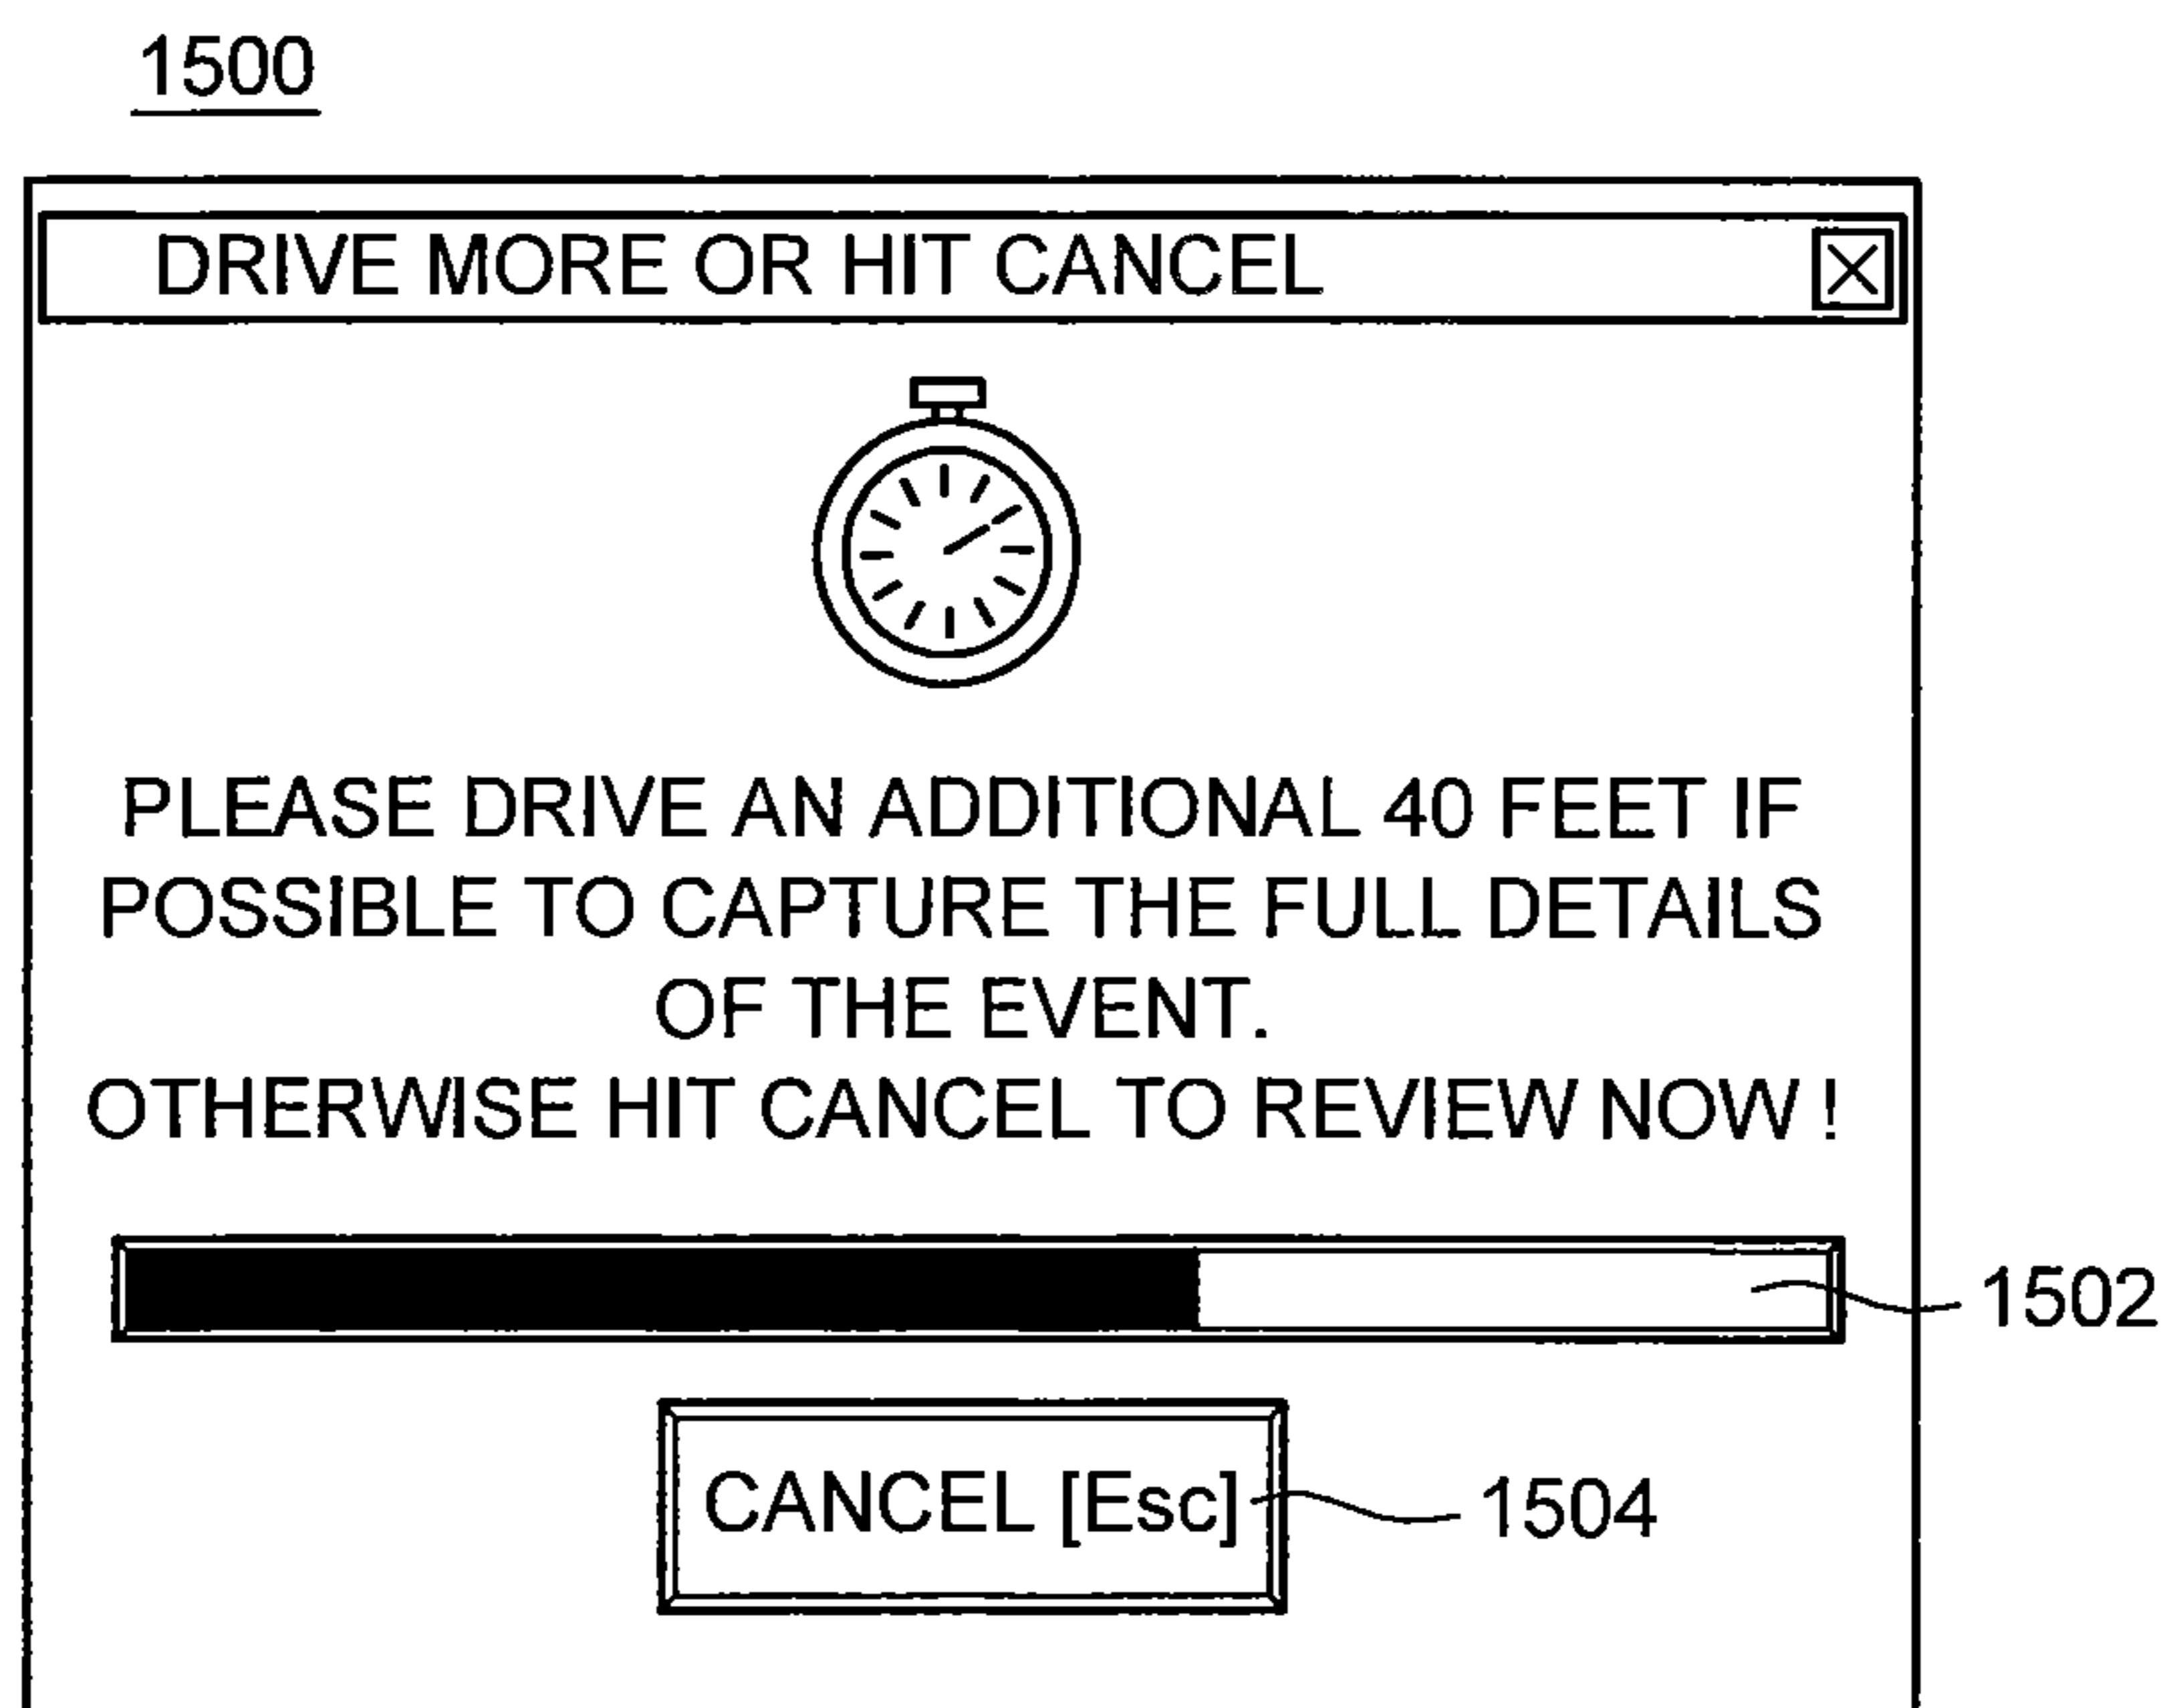 1500
DRIVE MORE OR HIT CANCEL
PLEASE DRIVE AN ADDITIONAL 40 FEET IF
POSSIBLE TO CAPTURE THE FULL DETAILS
OF THE EVENT.
OTHERWISE HIT CANCEL TO REVIEW NOW !
1502
CANCEL [Esc]
1504